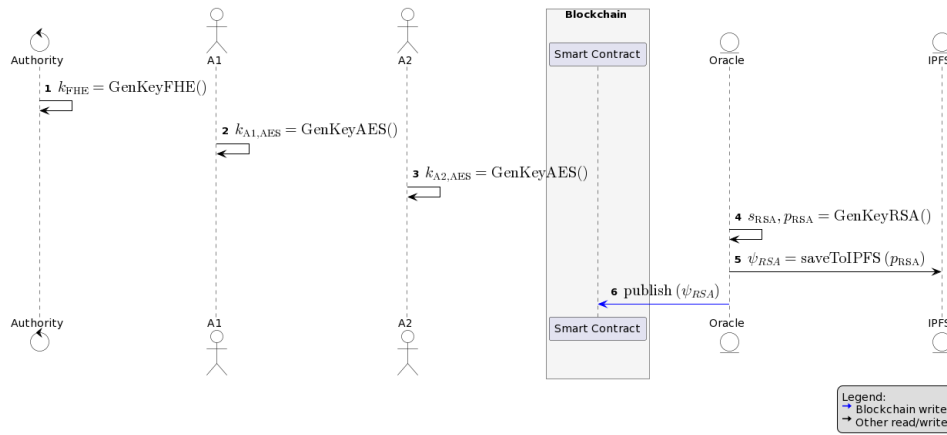 Blockchain
Authority
A1
A2
Smart Contract
Oracle
IPFS
1 k_FHE = GenKeyFHE()
2 k_A1,AES = GenKeyAES()
3 k_A2,AES = GenKeyAES()
4 s_RSA, p_RSA = GenKeyRSA()
5 ψ_RSA = saveToIPFS (p_RSA)
6 publish (ψ_RSA)
Authority
A1
A2
Smart Contract
Oracle
IPFS
Legend:
→ Blockchain write
→ Other read/write